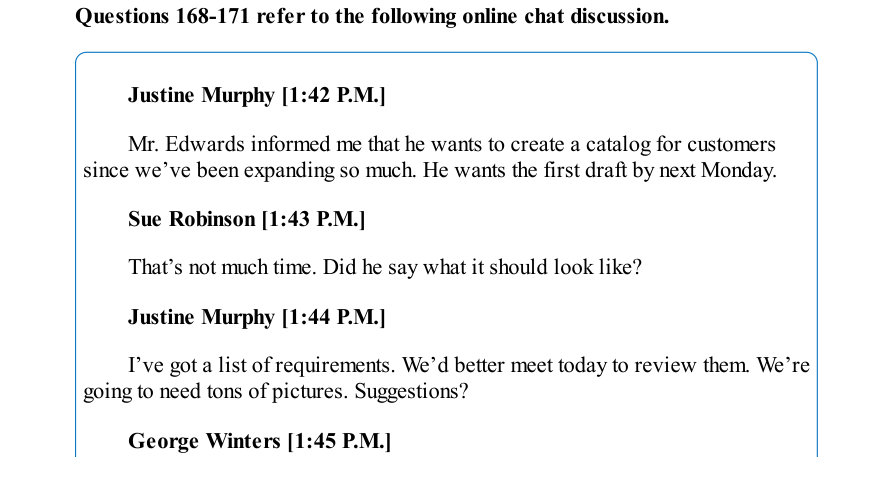 Questions 168-171 refer to the following online chat discussion.
Justine Murphy [1:42 P.M.]
Mr. Edwards informed me that he wants to create a catalog for customers
since we’ve been expanding so much. He wants the first draft by next Monday.
Sue Robinson [1:43 P.M.]
That’s not much time. Did he say what it should look like?
Justine Murphy [1:44 P.M.]
I’ve got a list of requirements. We’d better meet today to review them. We’re
going to need tons of pictures. Suggestions?
George Winters [1:45 P.M.]